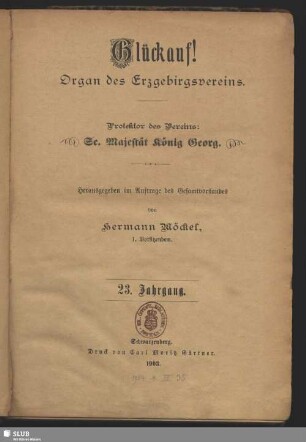 Glückauf!
Organ des Erzgebirgsvereins.
Protektor des Vereins:
Se. Majestät König Georg.
Herausgegeben im Auftrage des Gesamtvorstandes
von
Hermann Möckel,
1. Vorsitzenden.
23. Jahrgang.
Schwarzenberg.
Druck von Carl Moritz Gärtner.
1903.
SLUB